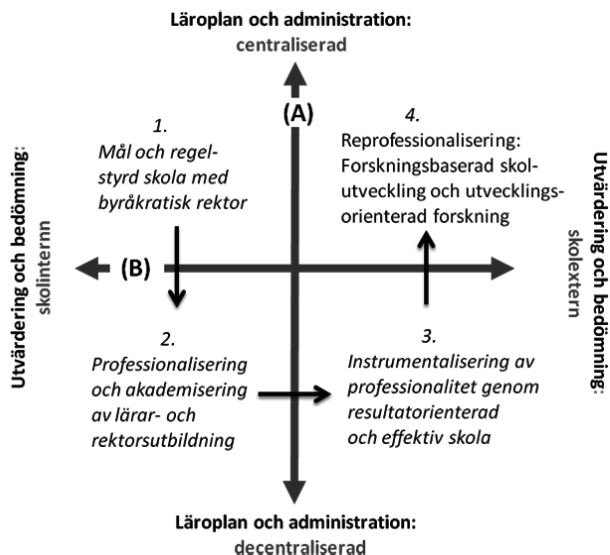 Läroplan och administration:
centraliserad
(A)
1.
Mål och regel-
styrd skola med
byråkratisk rektor
4.
Reprofessionalisering:
Forskningsbaserad skol-
utveckling och utvecklings-
orienterad forskning
Utvärdering och bedömning:
skolinternn
(B)
Utvärdering och bedömning:
skolextern
2.
Professionalisering
och akademisering
av lärar- och
rektorsutbildning
3.
Instrumentalisering av
professionalitet genom
resultatorienterad
och effektiv skola
Läroplan och administration:
decentraliserad